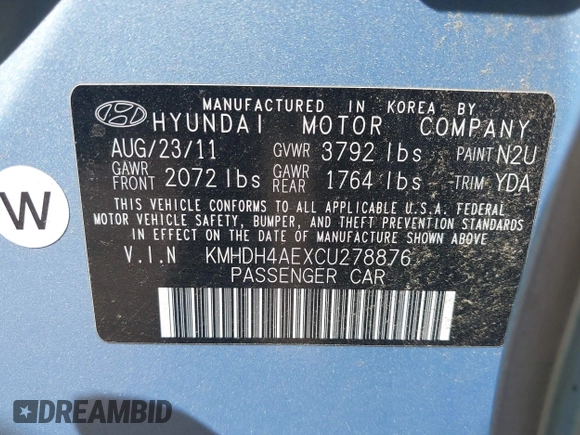 MANUFACTURED IN KOREA BY
HYUNDAI MOTOR COMPANY
AUG/23/11 GVWR 3792 lbs PAINT N2U
GAWR FRONT 2072 lbs GAWR REAR 1764 lbs TRIM YDA
THIS VEHICLE CONFORMS TO ALL APPLICABLE U.S.A. FEDERAL
MOTOR VEHICLE SAFETY, BUMPER, AND THEFT PREVENTION STANDARDS
IN EFFECT ON THE DATE OF MANUFACTURE SHOWN ABOVE.
V.I.N KMHDH4AEXCU278876
PASSENGER CAR
W
DREAMBID